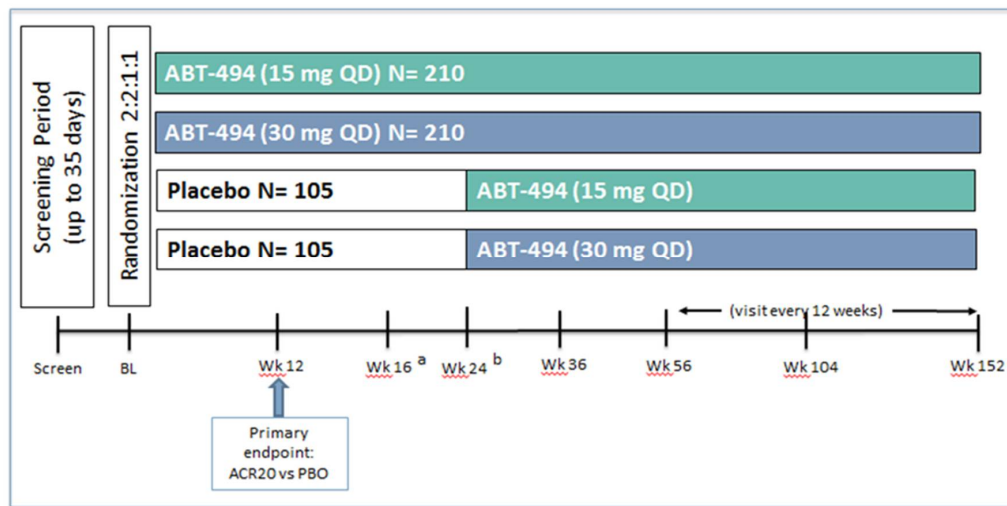 Screening Period
(up to 35 days)
Randomization 2:2:1:1
ABT-494 (15 mg QD) N= 210
ABT-494 (30 mg QD) N= 210
Placebo N= 105
ABT-494 (15 mg QD)
Placebo N= 105
ABT-494 (30 mg QD)
(visit every 12 weeks)
Screen
BL
Wk 12
Wk 16 a
Wk 24 b
Wk 36
Wk 56
Wk 104
Wk 152
Primary
endpoint:
ACR20 vs PBO